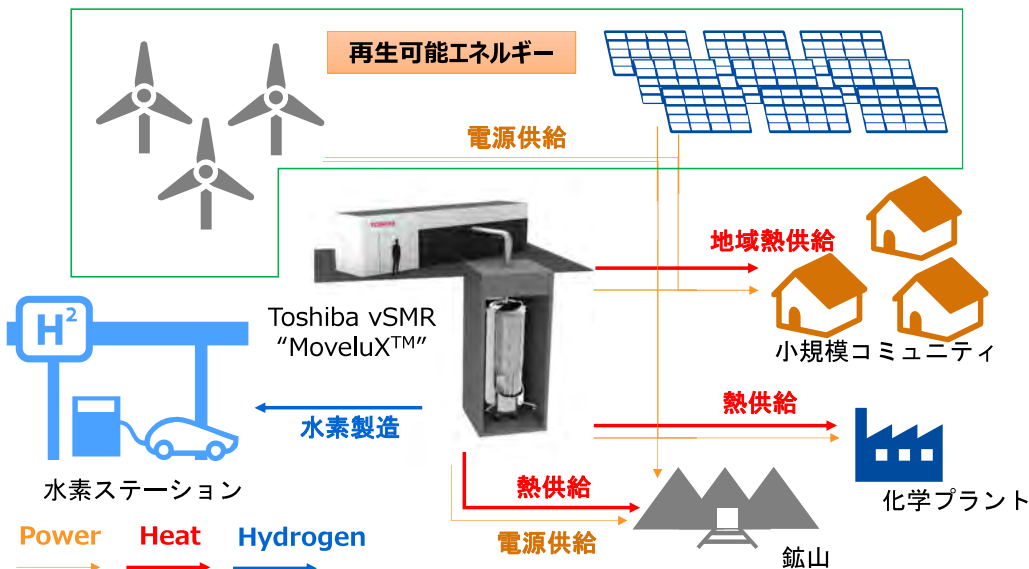 再生可能エネルギー
電源供給
TOSHIBA
地域熱供給
小規模コミュニティ
Toshiba vSMR
“MoveluX™”
H²
水素製造
水素ステーション
熱供給
化学プラント
熱供給
電源供給
鉱山
Power Heat Hydrogen